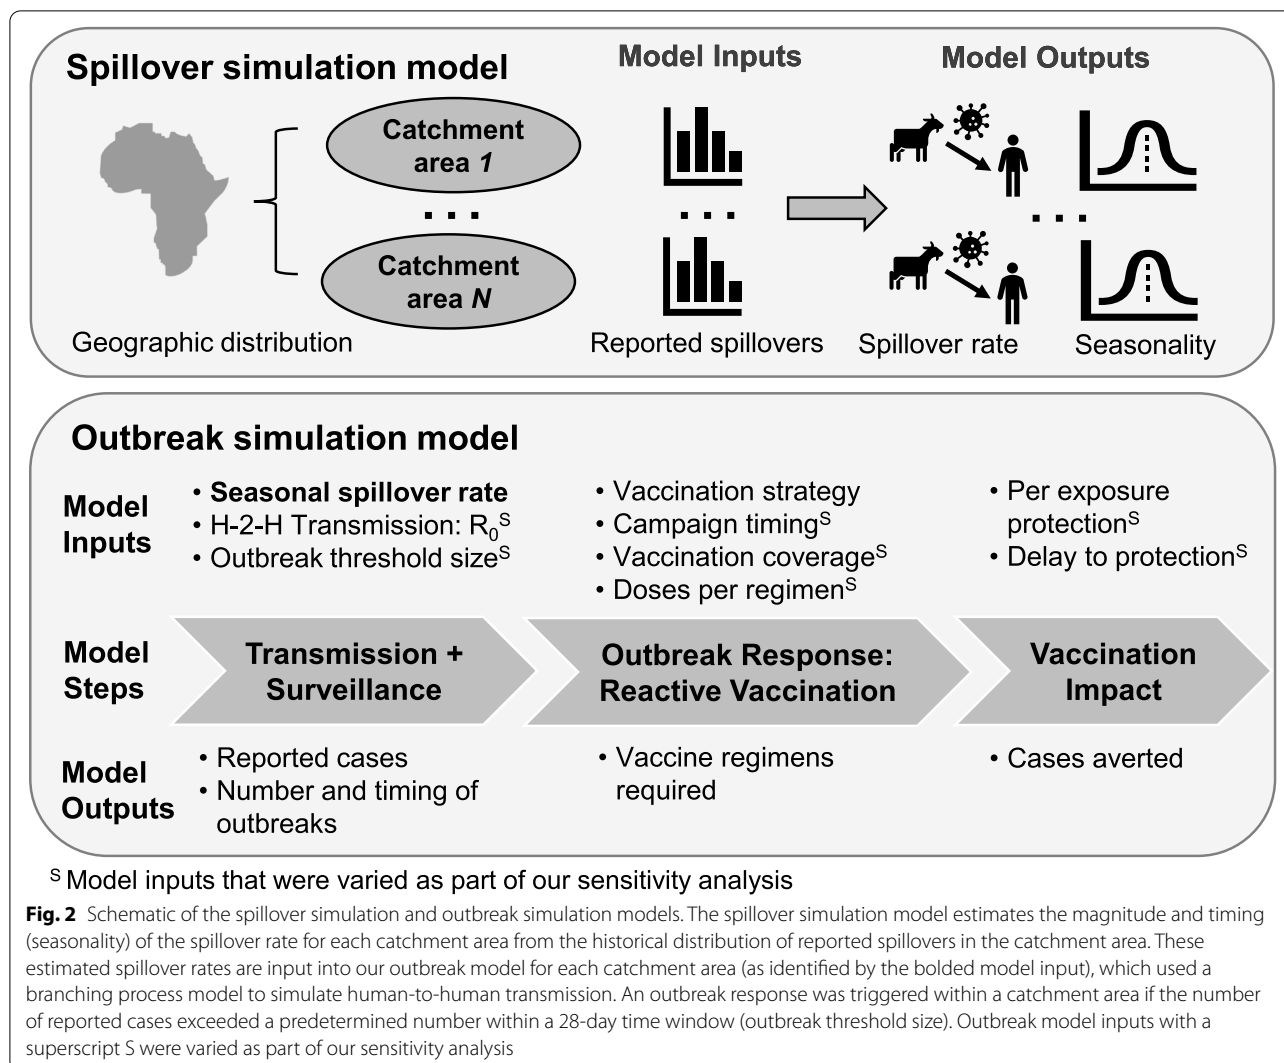 Spillover simulation model
Model Inputs
Model Outputs
Catchment
area 1
. . .
Catchment
area N
. . .
. . .
Geographic distribution
Reported spillovers
Spillover rate
Seasonality
Outbreak simulation model
Model
Inputs
• Seasonal spillover rate
• H-2-H Transmission: R₀ˢ
• Outbreak threshold sizeˢ
• Vaccination strategy
• Campaign timingˢ
• Vaccination coverageˢ
• Doses per regimenˢ
• Per exposure
protectionˢ
• Delay to protectionˢ
Model
Steps
Transmission +
Surveillance
Outbreak Response:
Reactive Vaccination
Vaccination
Impact
Model
Outputs
• Reported cases
• Number and timing of
outbreaks
• Vaccine regimens
required
• Cases averted
ˢ Model inputs that were varied as part of our sensitivity analysis
Fig. 2 Schematic of the spillover simulation and outbreak simulation models. The spillover simulation model estimates the magnitude and timing
(seasonality) of the spillover rate for each catchment area from the historical distribution of reported spillovers in the catchment area. These
estimated spillover rates are input into our outbreak model for each catchment area (as identified by the bolded model input), which used a
branching process model to simulate human-to-human transmission. An outbreak response was triggered within a catchment area if the number
of reported cases exceeded a predetermined number within a 28-day time window (outbreak threshold size). Outbreak model inputs with a
superscript S were varied as part of our sensitivity analysis